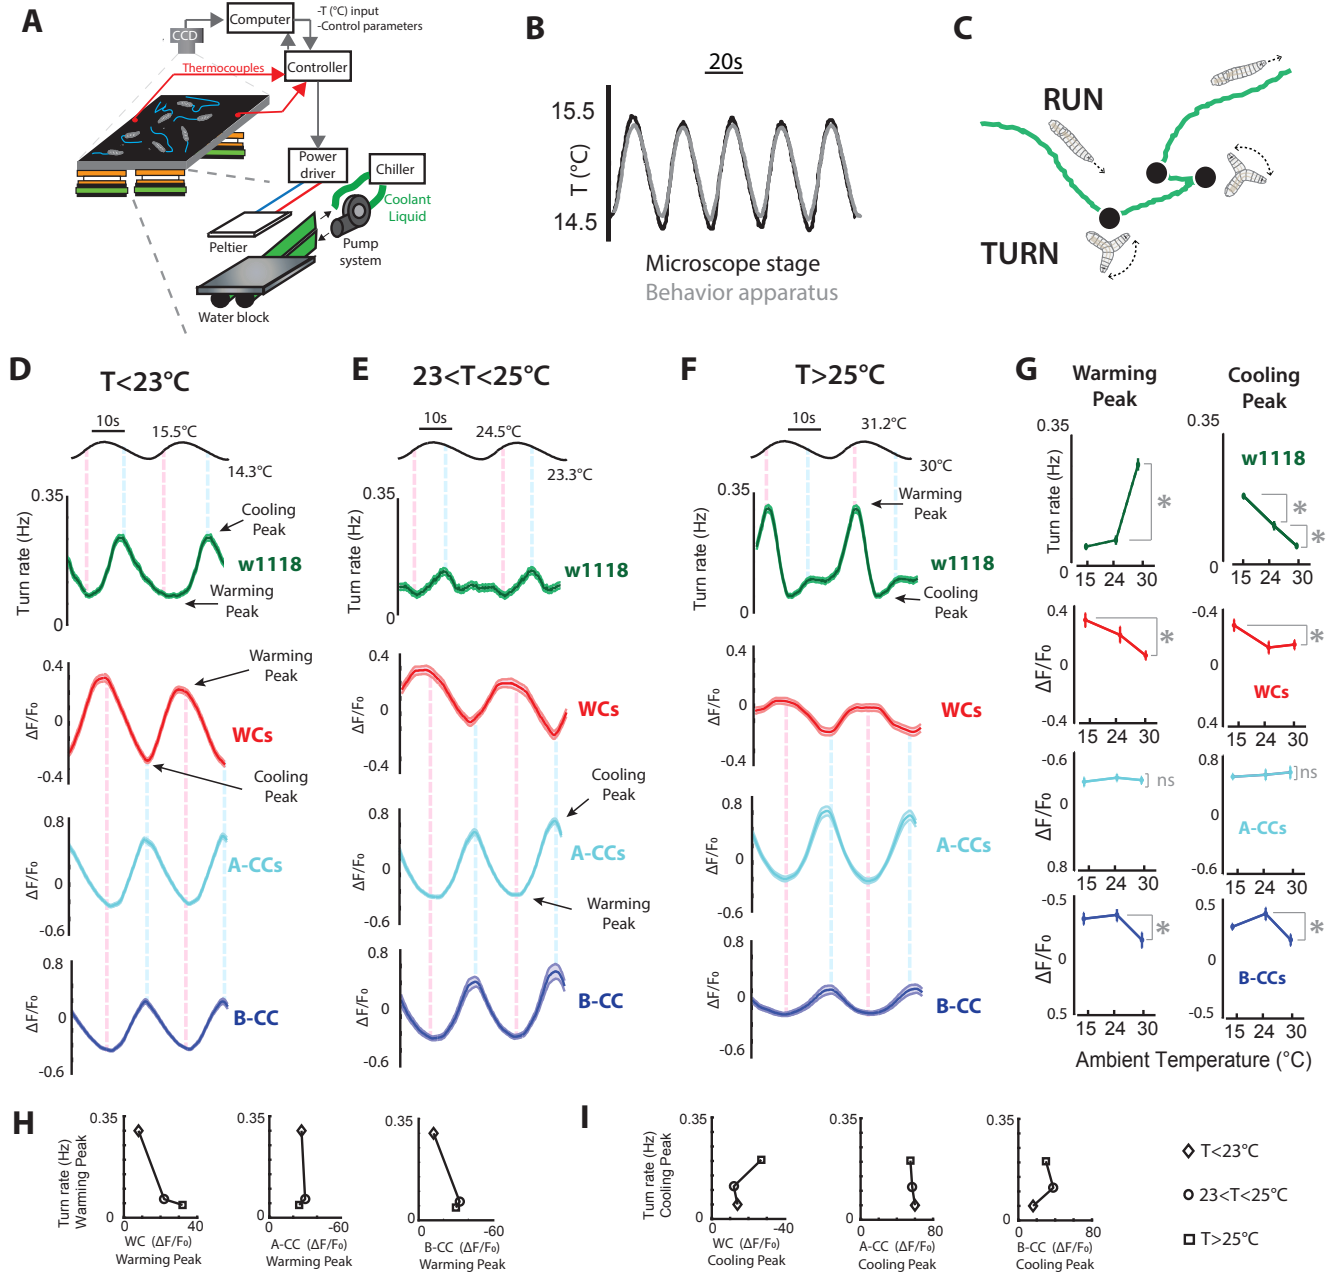 A
CCD
Computer
-T (°C) input
-Control parameters
Thermocouples
Controller
Power
driver
Chiller
Coolant
Liquid
Peltier
Pump
system
Water block
B
20s
15.5
T (°C)
14.5
Microscope stage
Behavior apparatus
C
RUN
TURN
D
T<23°C
10s
15.5°C
14.3°C
0.35
Turn rate (Hz)
0
Cooling
Peak
w1118
Warming
Peak
0.4
ΔF/F₀
0
-0.4
Warming
Peak
WCs
Cooling
Peak
0.8
ΔF/F₀
0
-0.6
A-CCs
0.6
ΔF/F₀
0
-0.6
B-CC
E
23<T<25°C
10s
24.5°C
23.3°C
0.35
Turn rate (Hz)
0
w1118
0.4
ΔF/F₀
0
-0.4
WCs
Cooling
Peak
0.8
ΔF/F₀
0
-0.6
A-CCs
Warming
Peak
0.6
ΔF/F₀
0
-0.6
B-CC
F
T>25°C
10s
31.2°C
30°C
0.35
Turn rate (Hz)
0
Warming
Peak
w1118
Cooling
Peak
0.4
ΔF/F₀
0
-0.4
WCs
0.8
ΔF/F₀
0
-0.6
A-CCs
0.6
ΔF/F₀
0
-0.6
B-CC
G
Warming
Peak
Cooling
Peak
0.35
Turn rate (Hz)
0
15 24 30
*
0.35
w1118
0
15 24 30
*
*
0.4
ΔF/F₀
0
-0.4
15 24 30
*
-0.4
0
0.4
WCs
15 24 30
*
-0.6
ΔF/F₀
0
0.8
15 24 30
ns
0.8
0
-0.6
A-CCs
15 24 30
ns
-0.5
ΔF/F₀
0.5
15 24 30
*
0.5
0
-0.5
B-CCs
15 24 30
*
Ambient Temperature (°C)
H
0.35
Turn rate (Hz)
Warming Peak
0
0 40
WC (ΔF/F₀)
Warming Peak
0.35
0
0 -60
A-CC (ΔF/F₀)
Warming Peak
0.35
0
0 -60
B-CC (ΔF/F₀)
Warming Peak
I
0.35
Turn rate (Hz)
Cooling Peak
0
0 -40
WC (ΔF/F₀)
Cooling Peak
0.35
0
0 80
A-CC (ΔF/F₀)
Cooling Peak
0.35
0
0 80
B-CC (ΔF/F₀)
Cooling Peak
T<23°C
23<T<25°C
T>25°C